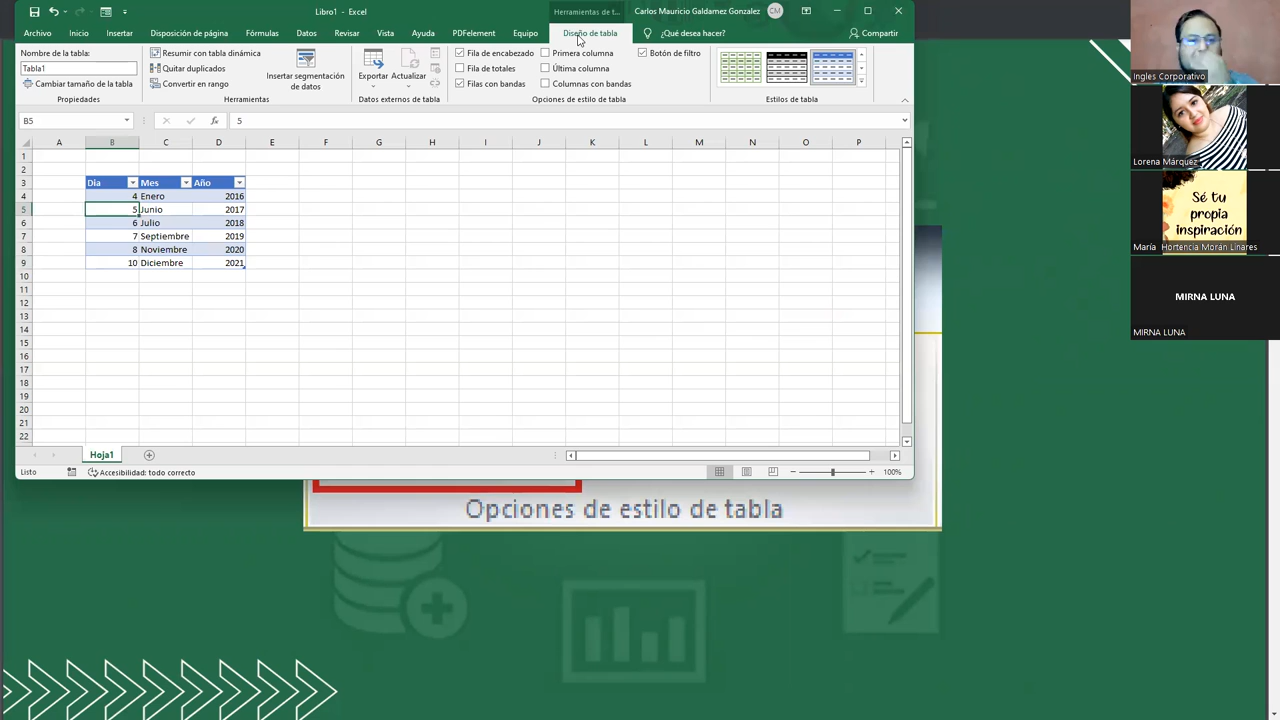 Libro1 - Excel
Herramientas de t...
Carlos Mauricio Galdamez Gonzalez
CM
Archivo
Inicio
Insertar
Disposición de página
Fórmulas
Datos
Revisar
Vista
Ayuda
PDFelement
Equipo
Diseño de tabla
¿Qué desea hacer?
Compartir
Nombre de la tabla:
Tabla1
Propiedades
Resumir con tabla dinámica
Quitar duplicados
Convertir en rango
Insertar segmentación
de datos
Herramientas
Exportar
Actualizar
Datos externos de tabla
Fila de encabezado
Fila de totales
Filas con bandas
Primera columna
Última columna
Columnas con bandas
Botón de filtro
Opciones de estilo de tabla
Estilos de tabla
B5
fx
5
A B C D E F G H I J K L M N O P
1
2
3 Dia Mes Año
4 4 Enero 2016
5 5 Junio 2017
6 6 Julio 2018
7 7 Septiembre 2019
8 8 Noviembre 2020
9 10 Diciembre 2021
10
11
12
13
14
15
16
17
18
19
20
21
22
Hoja1
Listo
Accesibilidad: todo correcto
100%
Opciones de estilo de tabla
Ingles Corporativo
Lorena Márquez
Sé tu
propia
inspiración
María Hortencia Morán Linares
MIRNA LUNA
MIRNA LUNA